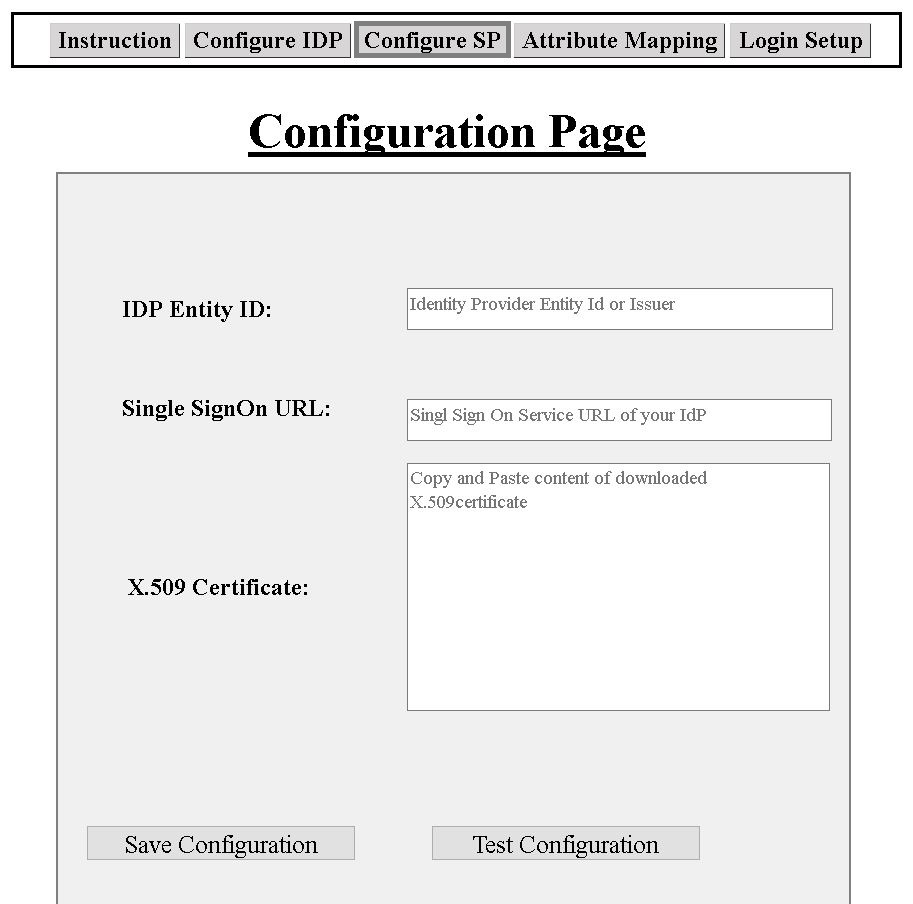 Instruction Configure IDP Configure SP Attribute Mapping Login Setup
Configuration Page
IDP Entity ID: Identity Provider Entity Id or Issuer
Single SignOn URL: Singl Sign On Service URL of your IdP
Copy and Paste content of downloaded
X.509certificate
X.509 Certificate:
Save Configuration Test Configuration